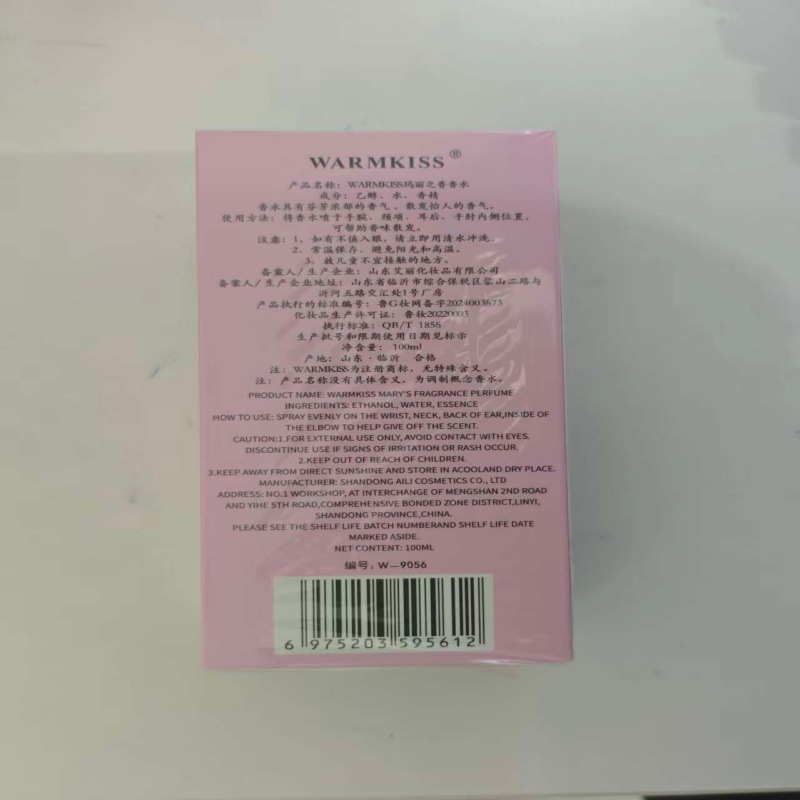 WARMKISS®
产品名称：WARMKISS玛丽之香香水
成分：乙醇、水、香精
香水具有芬芳浓郁的香气，散发怡人的香气。
使用方法：将香水喷于手腕、颈项、耳后、手肘内侧位置，
可帮助香味散发。
注意：1、如有不慎入眼，请立即用清水冲洗。
2、常温保存，避免阳光和高温。
3、放儿童不宜接触的地方。
备案人/生产企业：山东艾丽化妆品有限公司
备案人/生产企业地址：山东省临沂市综合保税区蒙山二路与
沂河五路交汇处1号厂房
产品执行的标准编号：鲁G妆网备字2024003673
化妆品生产许可证：鲁妆20220003
执行标准：QB/T 1858
生产批号和限期使用日期见标示
净含量：100ml
产地：山东·临沂 合格
注：WARMKISS为注册商标，无特殊含义。
注：产品名称没有具体含义，为调制概念香水。
PRODUCT NAME: WARMKISS MARY'S FRAGRANCE PERFUME
INGREDIENTS: ETHANOL, WATER, ESSENCE
HOW TO USE: SPRAY EVENLY ON THE WRIST, NECK, BACK OF EAR,INSIDE OF
THE ELBOW TO HELP GIVE OFF THE SCENT.
CAUTION:1.FOR EXTERNAL USE ONLY, AVOID CONTACT WITH EYES.
DISCONTINUE USE IF SIGNS OF IRRITATION OR RASH OCCUR.
2.KEEP OUT OF REACH OF CHILDREN.
3.KEEP AWAY FROM DIRECT SUNSHINE AND STORE IN ACOOLAND DRY PLACE.
MANUFACTURER: SHANDONG AILI COSMETICS CO., LTD
ADDRESS: NO.1 WORKSHOP, AT INTERCHANGE OF MENGSHAN 2ND ROAD
AND YIHE 5TH ROAD,COMPREHENSIVE BONDED ZONE DISTRICT,LINYI,
SHANDONG PROVINCE,CHINA.
PLEASE SEE THE SHELF LIFE BATCH NUMBERAND SHELF LIFE DATE
MARKED ASIDE.
NET CONTENT: 100ML
编号：W—9056
6 975203 595612